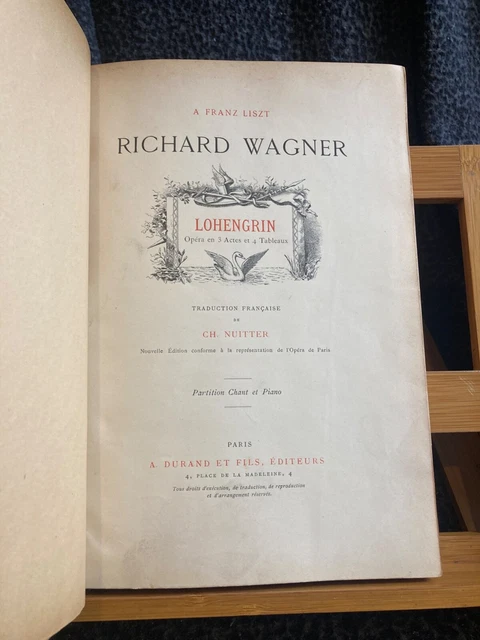 A FRANZ LISZT
RICHARD WAGNER
LOHENGRIN
Opéra en 3 Actes et 4 Tableaux
TRADUCTION FRANÇAISE
DE
CH. NUITTER
Nouvelle Édition conforme à la représentation de l'Opéra de Paris
Partition Chant et Piano
PARIS
A. DURAND ET FILS, ÉDITEURS
4, PLACE DE LA MADELEINE, 4
Tous droits d'exécution, de traduction, de reproduction
et d'arrangement réservés.